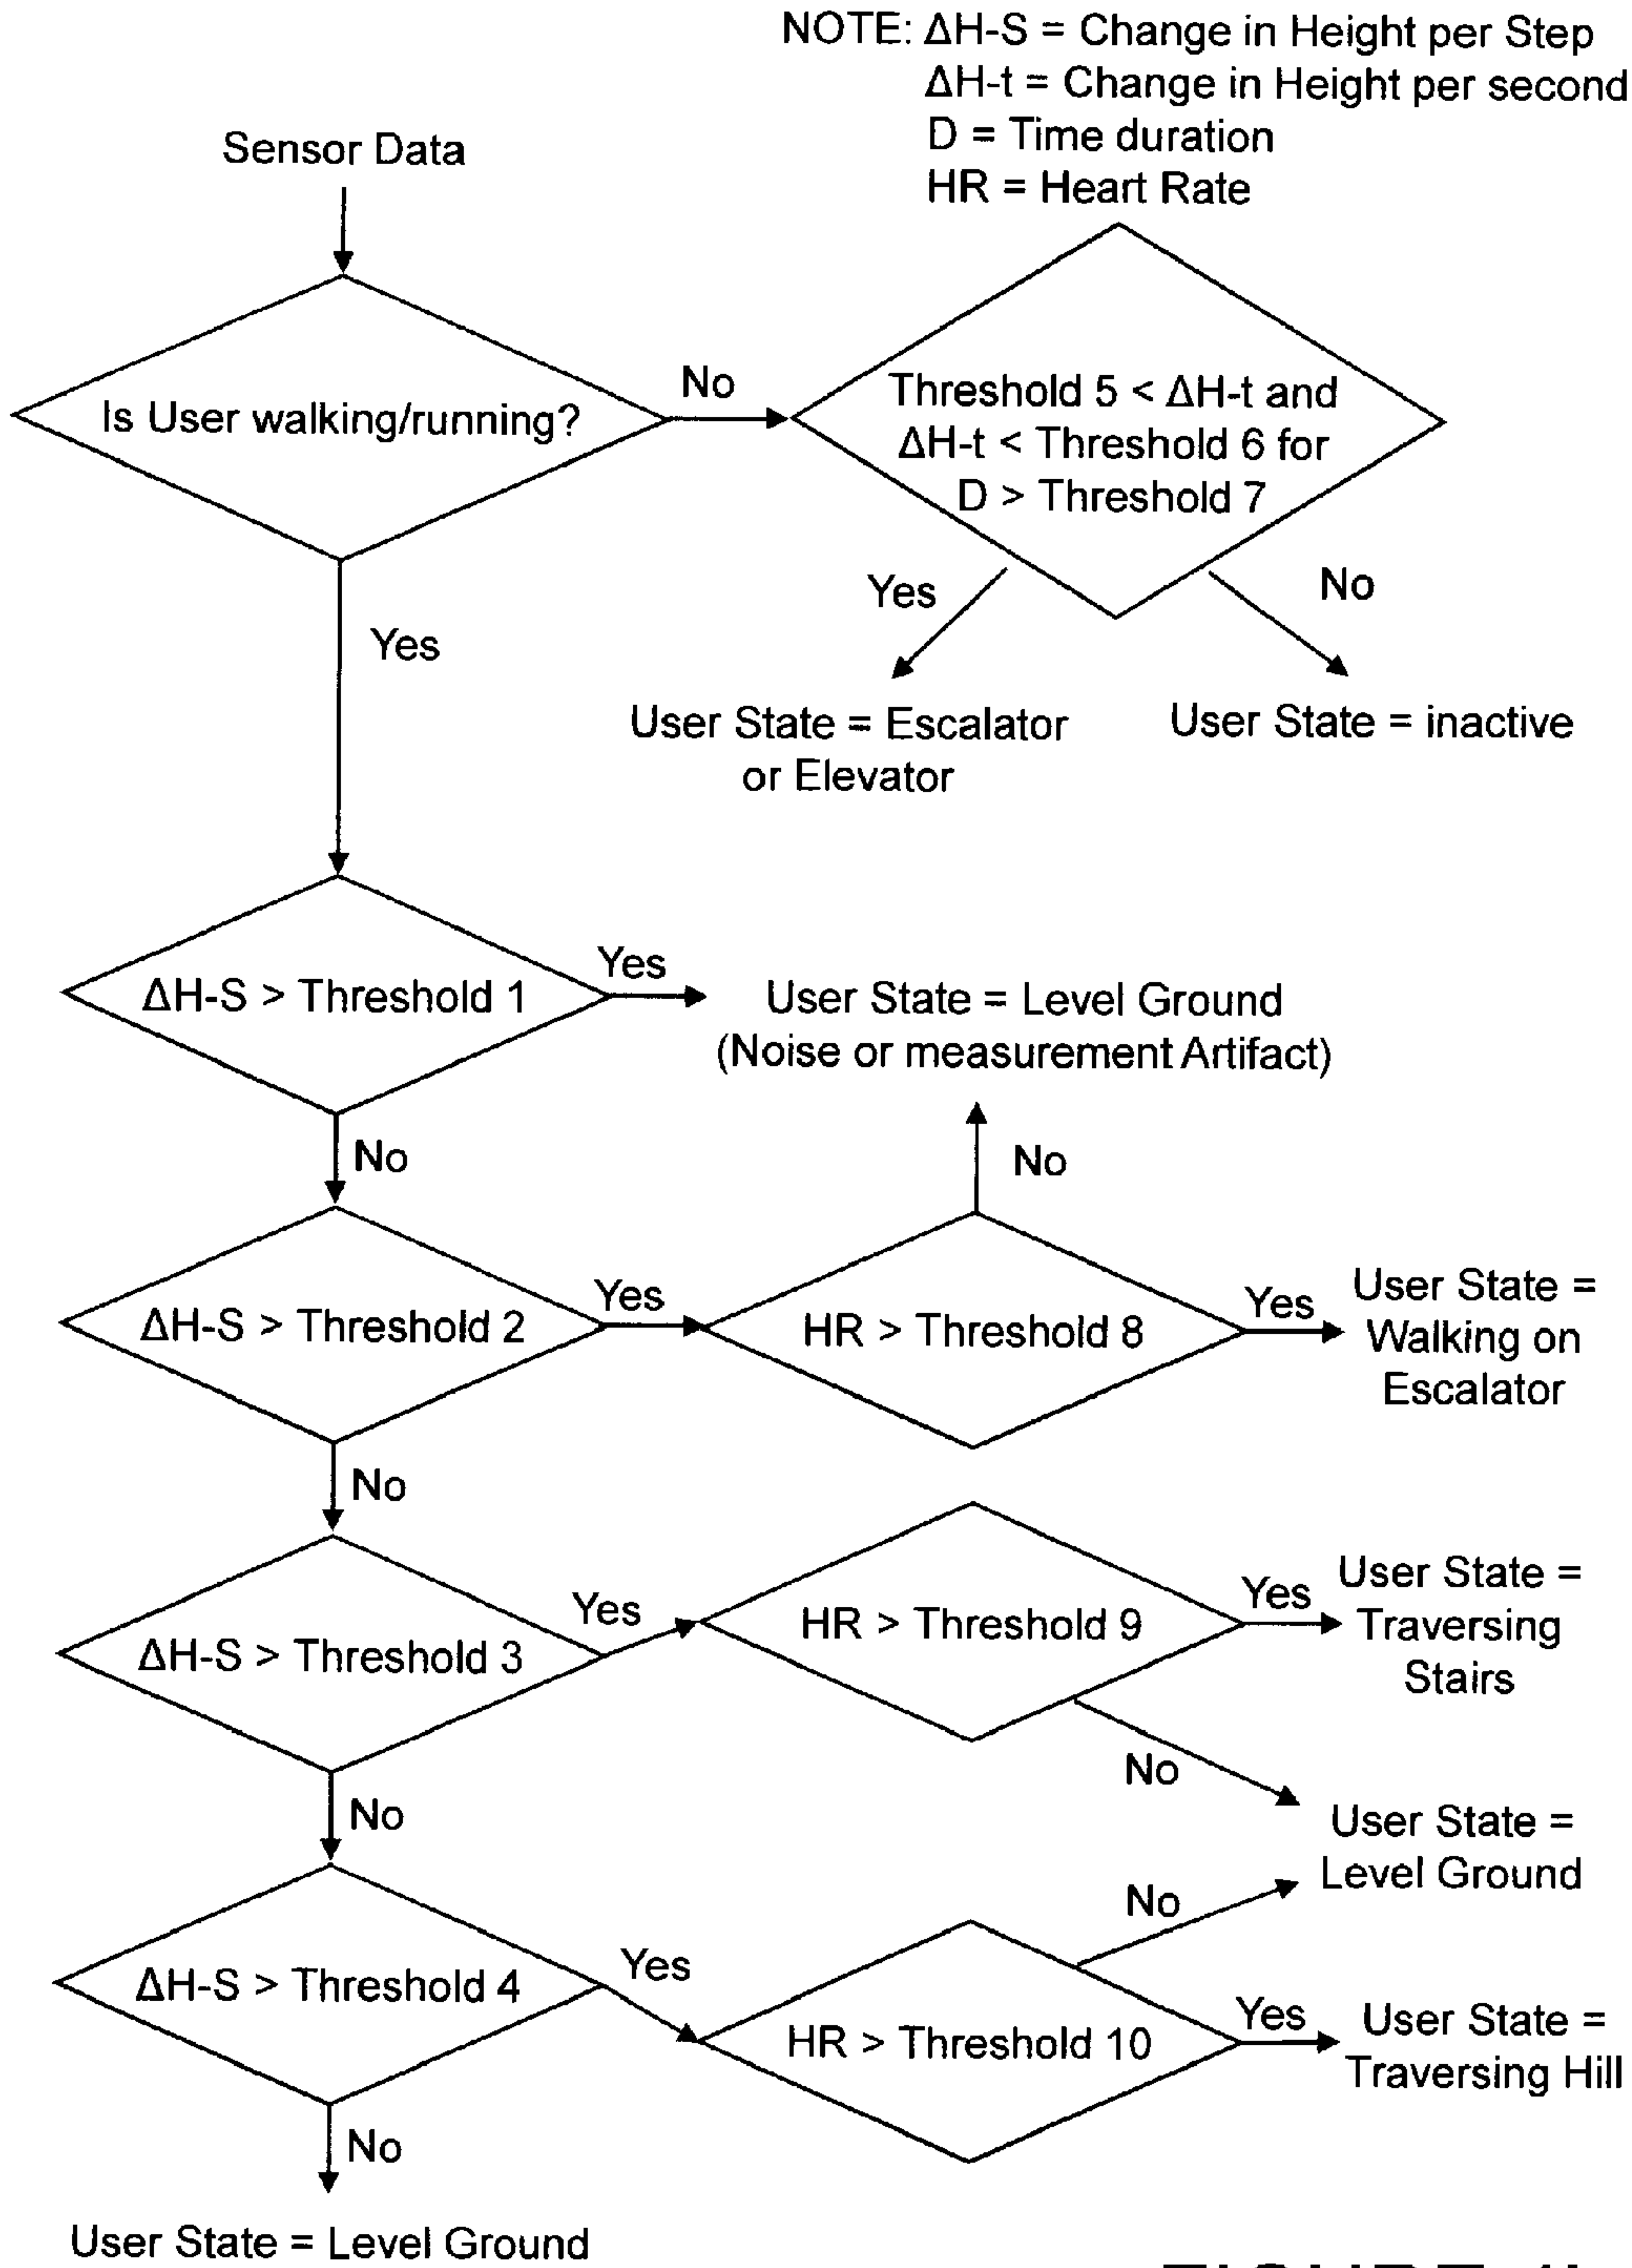 NOTE: ΔH-S = Change in Height per Step
ΔH-t = Change in Height per second
D = Time duration
HR = Heart Rate
Sensor Data
Is User walking/running?
No
Threshold 5 < ΔH-t and
ΔH-t < Threshold 6 for
D > Threshold 7
Yes
No
User State = Escalator
or Elevator
User State = inactive
Yes
ΔH-S > Threshold 1
Yes
User State = Level Ground
(Noise or measurement Artifact)
No
No
ΔH-S > Threshold 2
Yes
HR > Threshold 8
Yes
User State =
Walking on
Escalator
No
ΔH-S > Threshold 3
Yes
HR > Threshold 9
Yes
User State =
Traversing
Stairs
No
No
User State =
Level Ground
No
ΔH-S > Threshold 4
Yes
HR > Threshold 10
Yes
User State =
Traversing Hill
No
User State = Level Ground